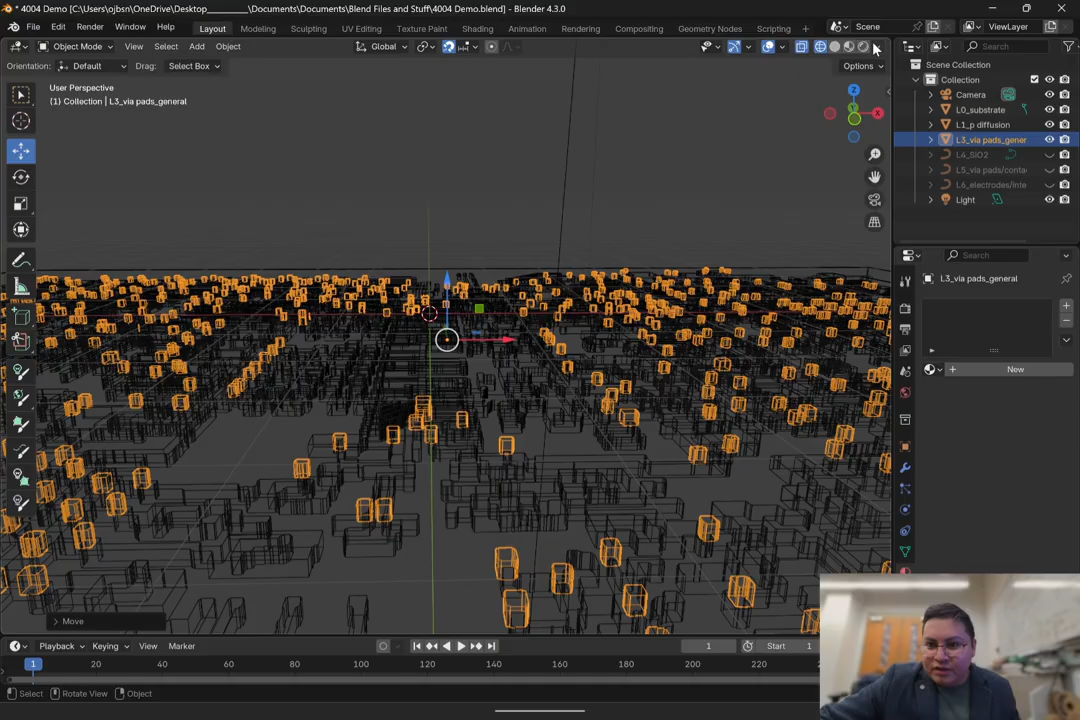 * 4004 Demo [C:\Users\ojbsn\OneDrive\Desktop_________\Documents\Documents\Blend Files and Stuff\4004 Demo.blend] - Blender 4.3.0
File Edit Render Window Help Layout Modeling Sculpting UV Editing Texture Paint Shading Animation Rendering Compositing Geometry Nodes Scripting + Scene ViewLayer
Object Mode View Select Add Object Global Search
Orientation: Default Drag: Select Box Options
Scene Collection
Collection
Camera
L0_substrate
L1_p diffusion
L3_via pads_gener
L4_SiO2
L5_via pads/conta
L6_electrodes/inte
Light
User Perspective
(1) Collection | L3_via pads_general
Z
Y
X
Search
L3_via pads_general
New
Move
Playback Keying View Marker 1 Start 1
1 20 40 60 80 100 120 140 160 180 200 220
Select Rotate View Object